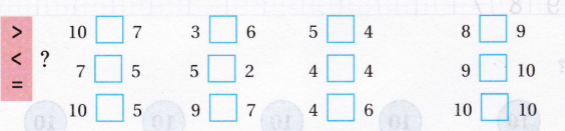 > 10 □ 7 3 □ 6 5 □ 4 8 □ 9
< ? 7 □ 5 5 □ 2 4 □ 4 9 □ 10
= 10 □ 5 9 □ 7 4 □ 6 10 □ 10